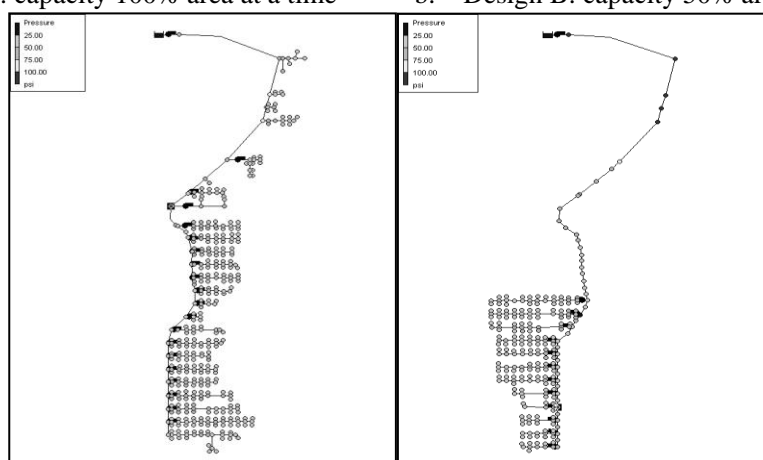 capacity 100% area at a time
b. Design B: capacity 50%
Pressure
25.00
50.00
75.00
100.00
psi
Pressure
25.00
50.00
75.00
100.00
psi